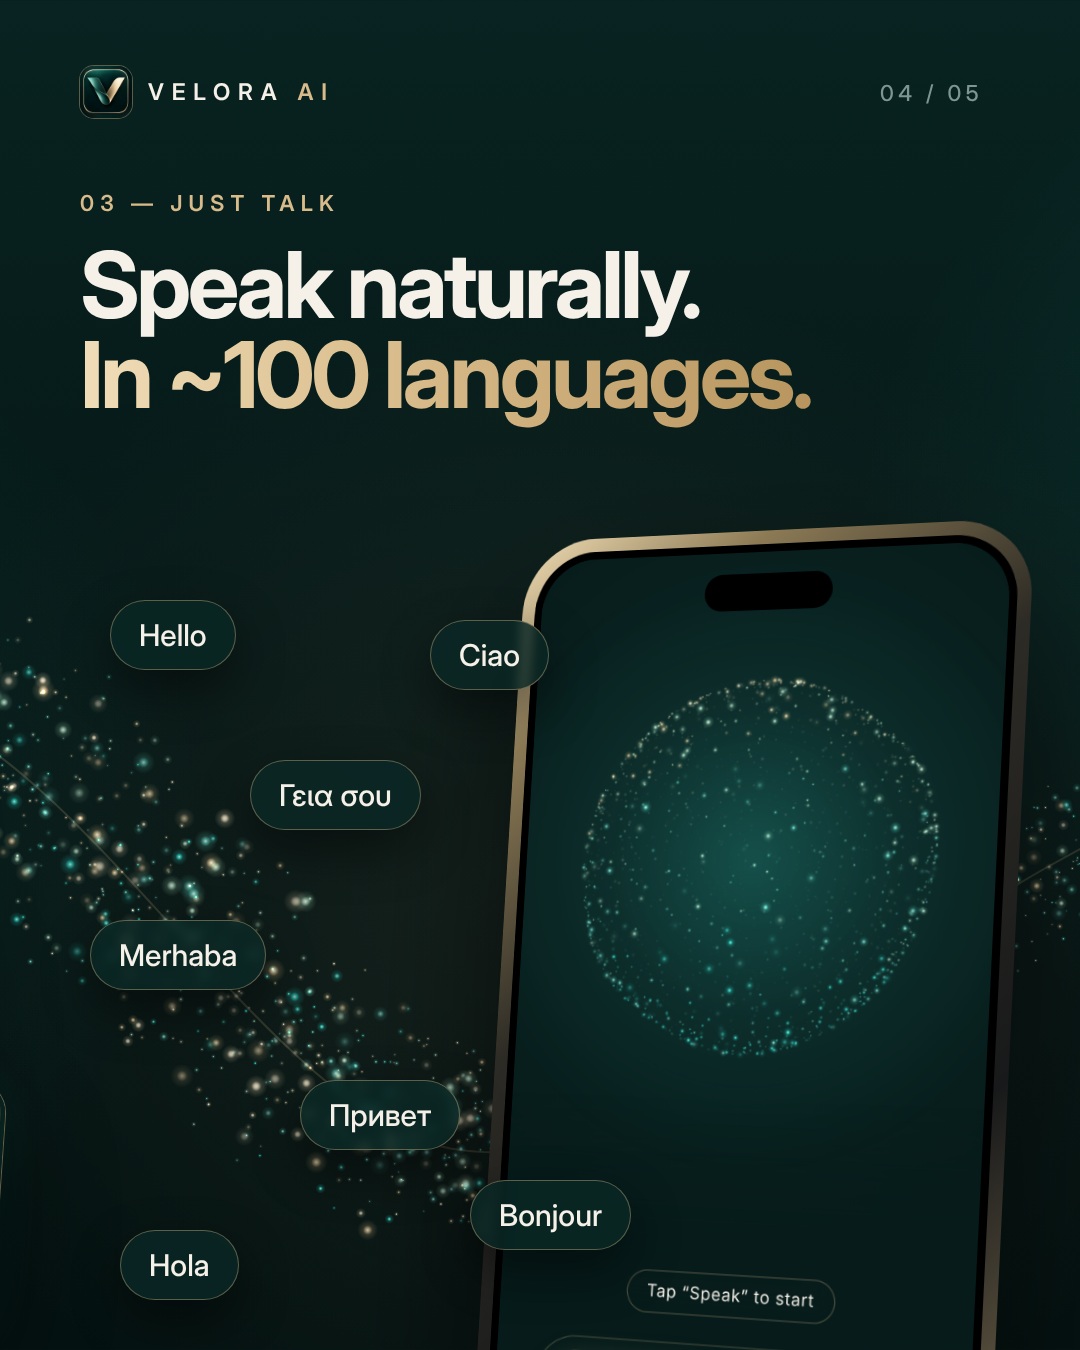 VELORA AI
04 / 05
03 — JUST TALK
Speak naturally.
In ~100 languages.
Hello
Ciao
Γεια σου
Merhaba
Привет
Bonjour
Hola
Tap “Speak” to start